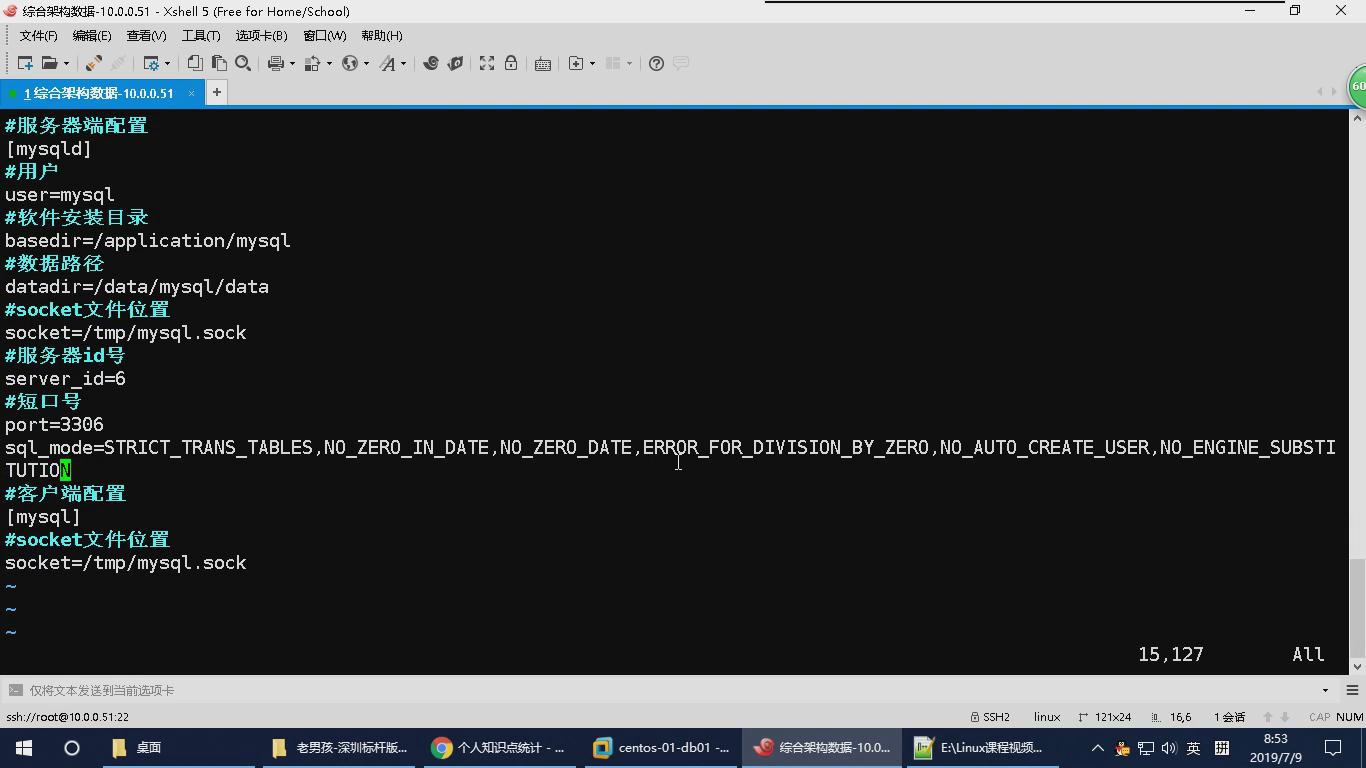 综合架构数据-10.0.0.51 - Xshell 5 (Free for Home/School)
文件(F) 编辑(E) 查看(V) 工具(T) 选项卡(B) 窗口(W) 帮助(H)
1 综合架构数据-10.0.0.51 × +
60
#服务器端配置
[mysqld]
#用户
user=mysql
#软件安装目录
basedir=/application/mysql
#数据路径
datadir=/data/mysql/data
#socket文件位置
socket=/tmp/mysql.sock
#服务器id号
server_id=6
#短口号
port=3306
sql_mode=STRICT_TRANS_TABLES,NO_ZERO_IN_DATE,NO_ZERO_DATE,ERROR_FOR_DIVISION_BY_ZERO,NO_AUTO_CREATE_USER,NO_ENGINE_SUBSTI
TUTION
#客户端配置
[mysql]
#socket文件位置
socket=/tmp/mysql.sock
~
~
~
15,127 All
仅将文本发送到当前选项卡
ssh://root@10.0.0.51:22 SSH2 linux 121x24 16,6 1 会话 CAP NUM
桌面 老男孩-深圳标杆版... 个人知识点统计 - ... centos-01-db01 -... 综合架构数据-10.0.0... E:\Linux课程视频... 英 拼 8:53
2019/7/9